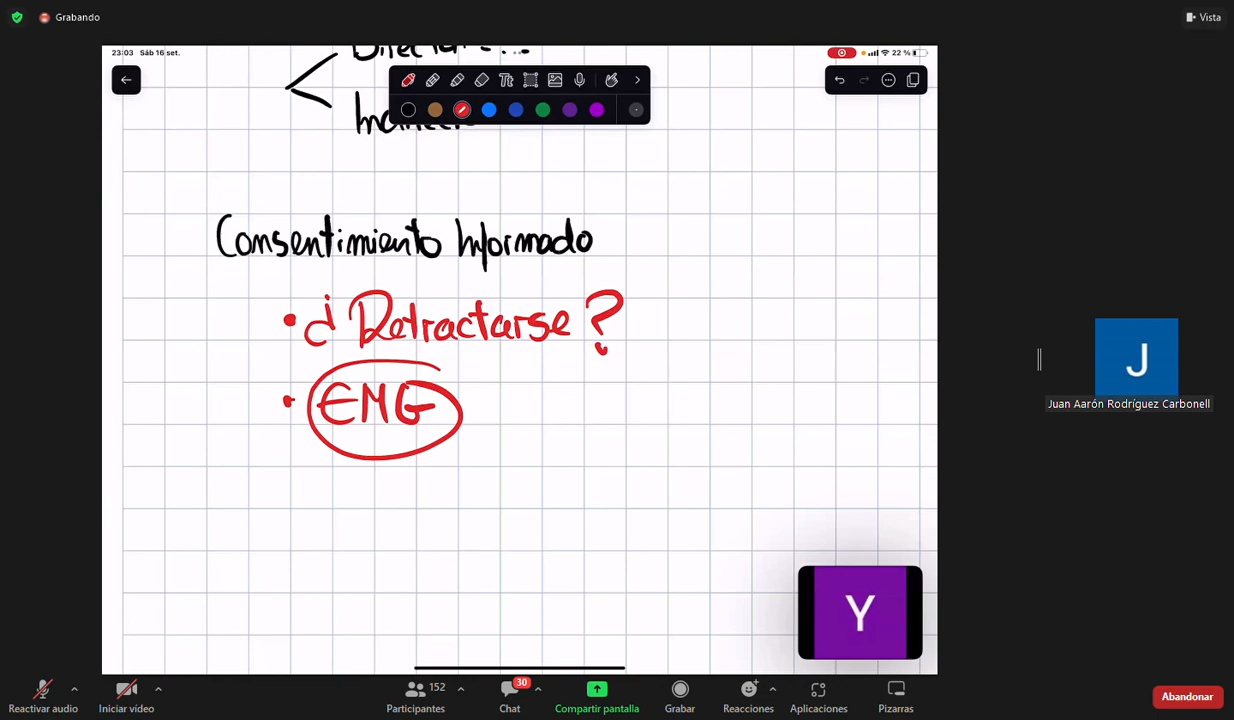 Grabando
Vista
23:03 Sáb 16 set.
22 %
Tt
Consentimiento Informado
• ¿Retractarse?
• EMG
J
Juan Aarón Rodríguez Carbonell
Y
Reactivar audio
Iniciar vídeo
152
Participantes
30
Chat
Compartir pantalla
Grabar
Reacciones
Aplicaciones
Pizarras
Abandonar